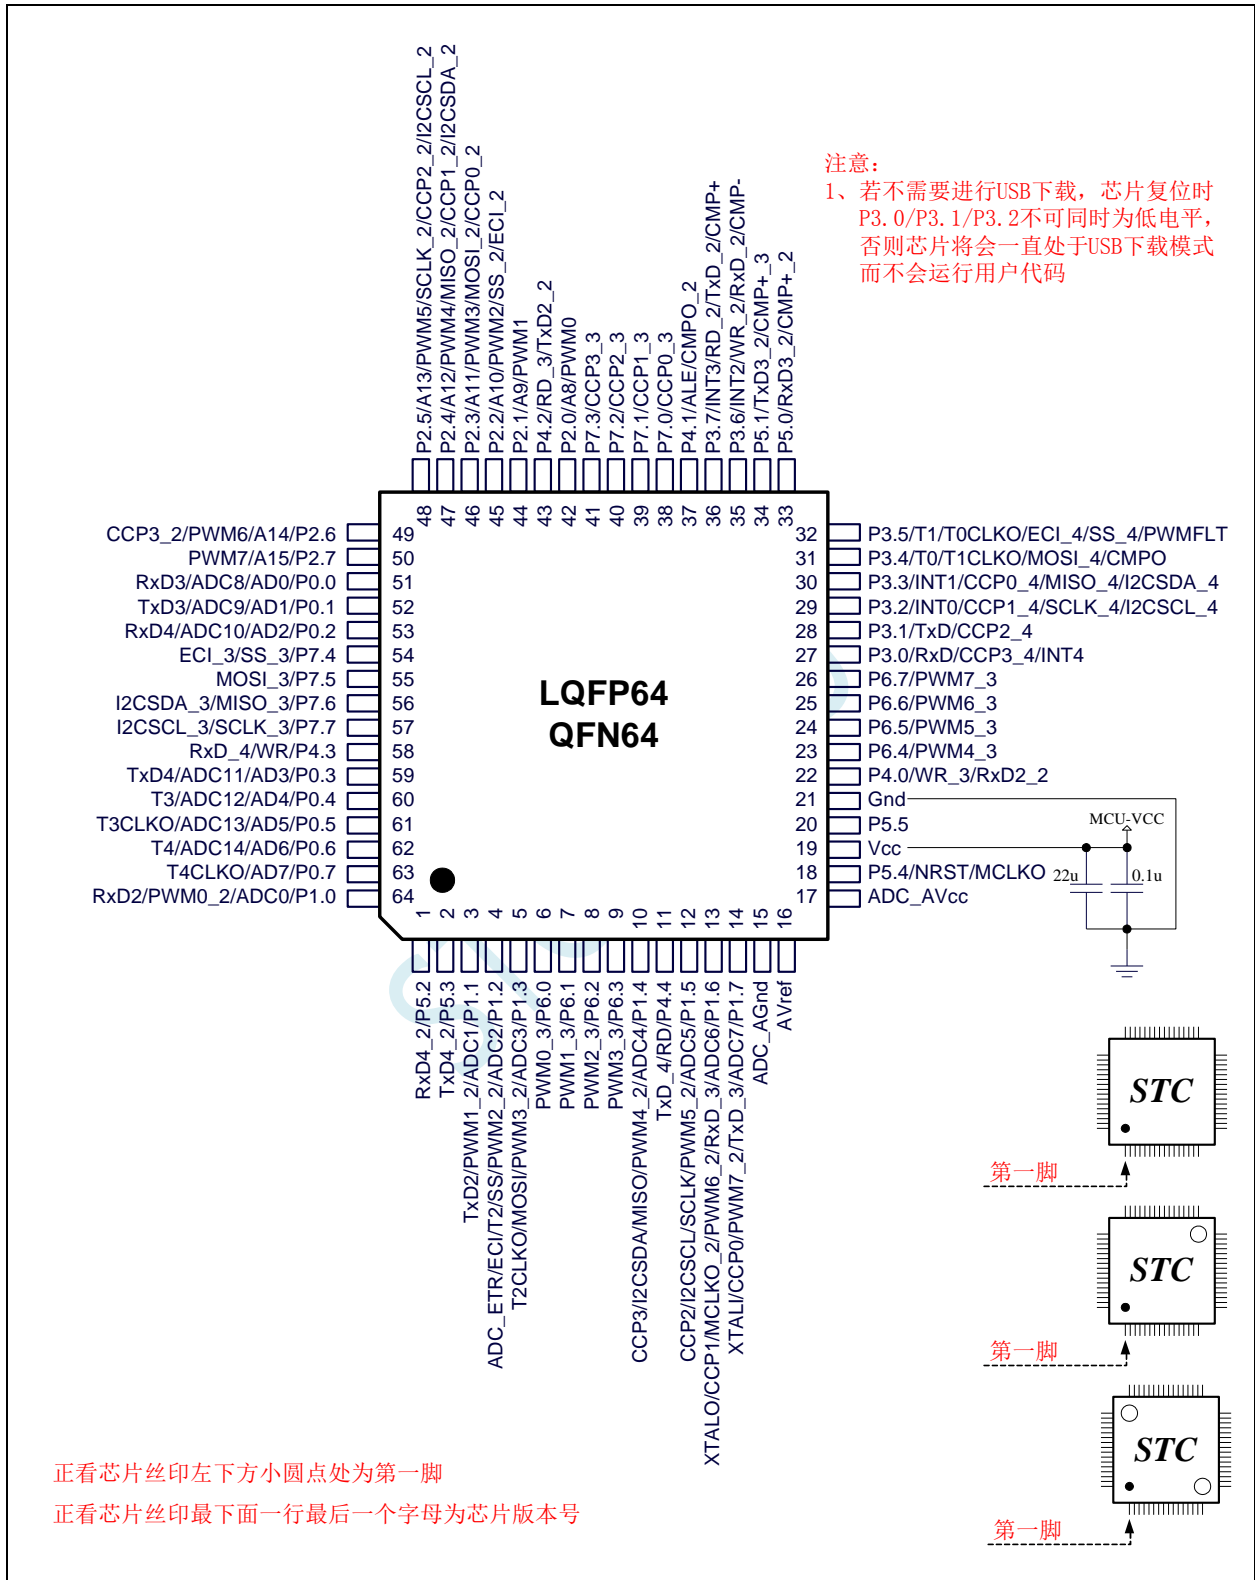 P2.5/A13/PWM5/SCLK_2/CCP2_2/I2CSCL_2
P2.4/A12/PWM4/MISO_2/CCP1_2/I2CSDA_2
P2.3/A11/PWM3/MOSI_2/CCP0_2
P2.2/A10/PWM2/SS_2/ECI_2
P2.1/A9/PWM1
P4.2/RD_3/TxD2_2
P2.0/A8/PWM0
P7.3/CCP3_3
P7.2/CCP2_3
P7.1/CCP1_3
P7.0/CCP0_3
P4.1/ALE/CMPO_2
P3.7/INT3/RD_2/TxD_2/CMP+
P3.6/INT2/WR_2/RxD_2/CMP-
P5.1/TxD3_2/CMP+_3
P5.0/RxD3_2/CMP+_2
注意：
1、若不需要进行USB下载，芯片复位时
P3.0/P3.1/P3.2不可同时为低电平，
否则芯片将会一直处于USB下载模式
而不会运行用户代码
48 47 46 45 44 43 42 41 40 39 38 37 36 35 34 33
CCP3_2/PWM6/A14/P2.6 49
PWM7/A15/P2.7 50
RxD3/ADC8/AD0/P0.0 51
TxD3/ADC9/AD1/P0.1 52
RxD4/ADC10/AD2/P0.2 53
ECI_3/SS_3/P7.4 54
MOSI_3/P7.5 55
I2CSDA_3/MISO_3/P7.6 56
I2CSCL_3/SCLK_3/P7.7 57
RxD_4/WR/P4.3 58
TxD4/ADC11/AD3/P0.3 59
T3/ADC12/AD4/P0.4 60
T3CLKO/ADC13/AD5/P0.5 61
T4/ADC14/AD6/P0.6 62
T4CLKO/AD7/P0.7 63
RxD2/PWM0_2/ADC0/P1.0 64
LQFP64
QFN64
32 P3.5/T1/T0CLKO/ECI_4/SS_4/PWMFLT
31 P3.4/T0/T1CLKO/MOSI_4/CMPO
30 P3.3/INT1/CCP0_4/MISO_4/I2CSDA_4
29 P3.2/INT0/CCP1_4/SCLK_4/I2CSCL_4
28 P3.1/TxD/CCP2_4
27 P3.0/RxD/CCP3_4/INT4
26 P6.7/PWM7_3
25 P6.6/PWM6_3
24 P6.5/PWM5_3
23 P6.4/PWM4_3
22 P4.0/WR_3/RxD2_2
21 Gnd
20 P5.5
19 Vcc
18 P5.4/NRST/MCLKO
17 ADC_AVcc
MCU-VCC
22u
0.1u
1 2 3 4 5 6 7 8 9 10 11 12 13 14 15 16
RxD4_2/P5.2
TxD4_2/P5.3
TxD2/PWM1_2/ADC1/P1.1
ADC_ETR/ECI/T2/SS/PWM2_2/ADC2/P1.2
T2CLKO/MOSI/PWM3_2/ADC3/P1.3
PWM0_3/P6.0
PWM1_3/P6.1
PWM2_3/P6.2
PWM3_3/P6.3
CCP3/I2CSDA/MISO/PWM4_2/ADC4/P1.4
TxD_4/RD/P4.4
CCP2/I2CSCL/SCLK/PWM5_2/ADC5/P1.5
XTALO/CCP1/MCLKO_2/PWM6_2/RxD_3/ADC6/P1.6
XTALI/CCP0/PWM7_2/TxD_3/ADC7/P1.7
ADC_AGnd
AVref
STC
第一脚
STC
第一脚
STC
第一脚
正看芯片丝印左下方小圆点处为第一脚
正看芯片丝印最下面一行最后一个字母为芯片版本号